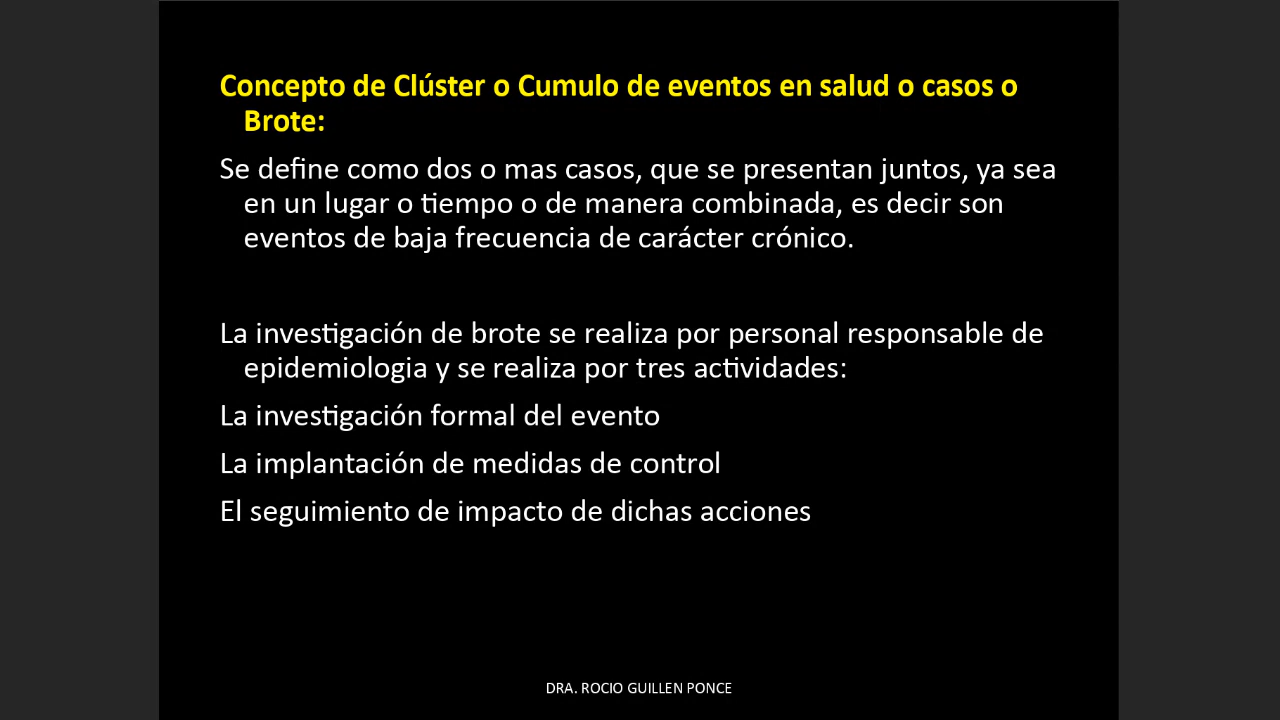 Concepto de Clúster o Cumulo de eventos en salud o casos o
Brote:
Se define como dos o mas casos, que se presentan juntos, ya sea
en un lugar o tiempo o de manera combinada, es decir son
eventos de baja frecuencia de carácter crónico.
La investigación de brote se realiza por personal responsable de
epidemiologia y se realiza por tres actividades:
La investigación formal del evento
La implantación de medidas de control
El seguimiento de impacto de dichas acciones
DRA. ROCIO GUILLEN PONCE